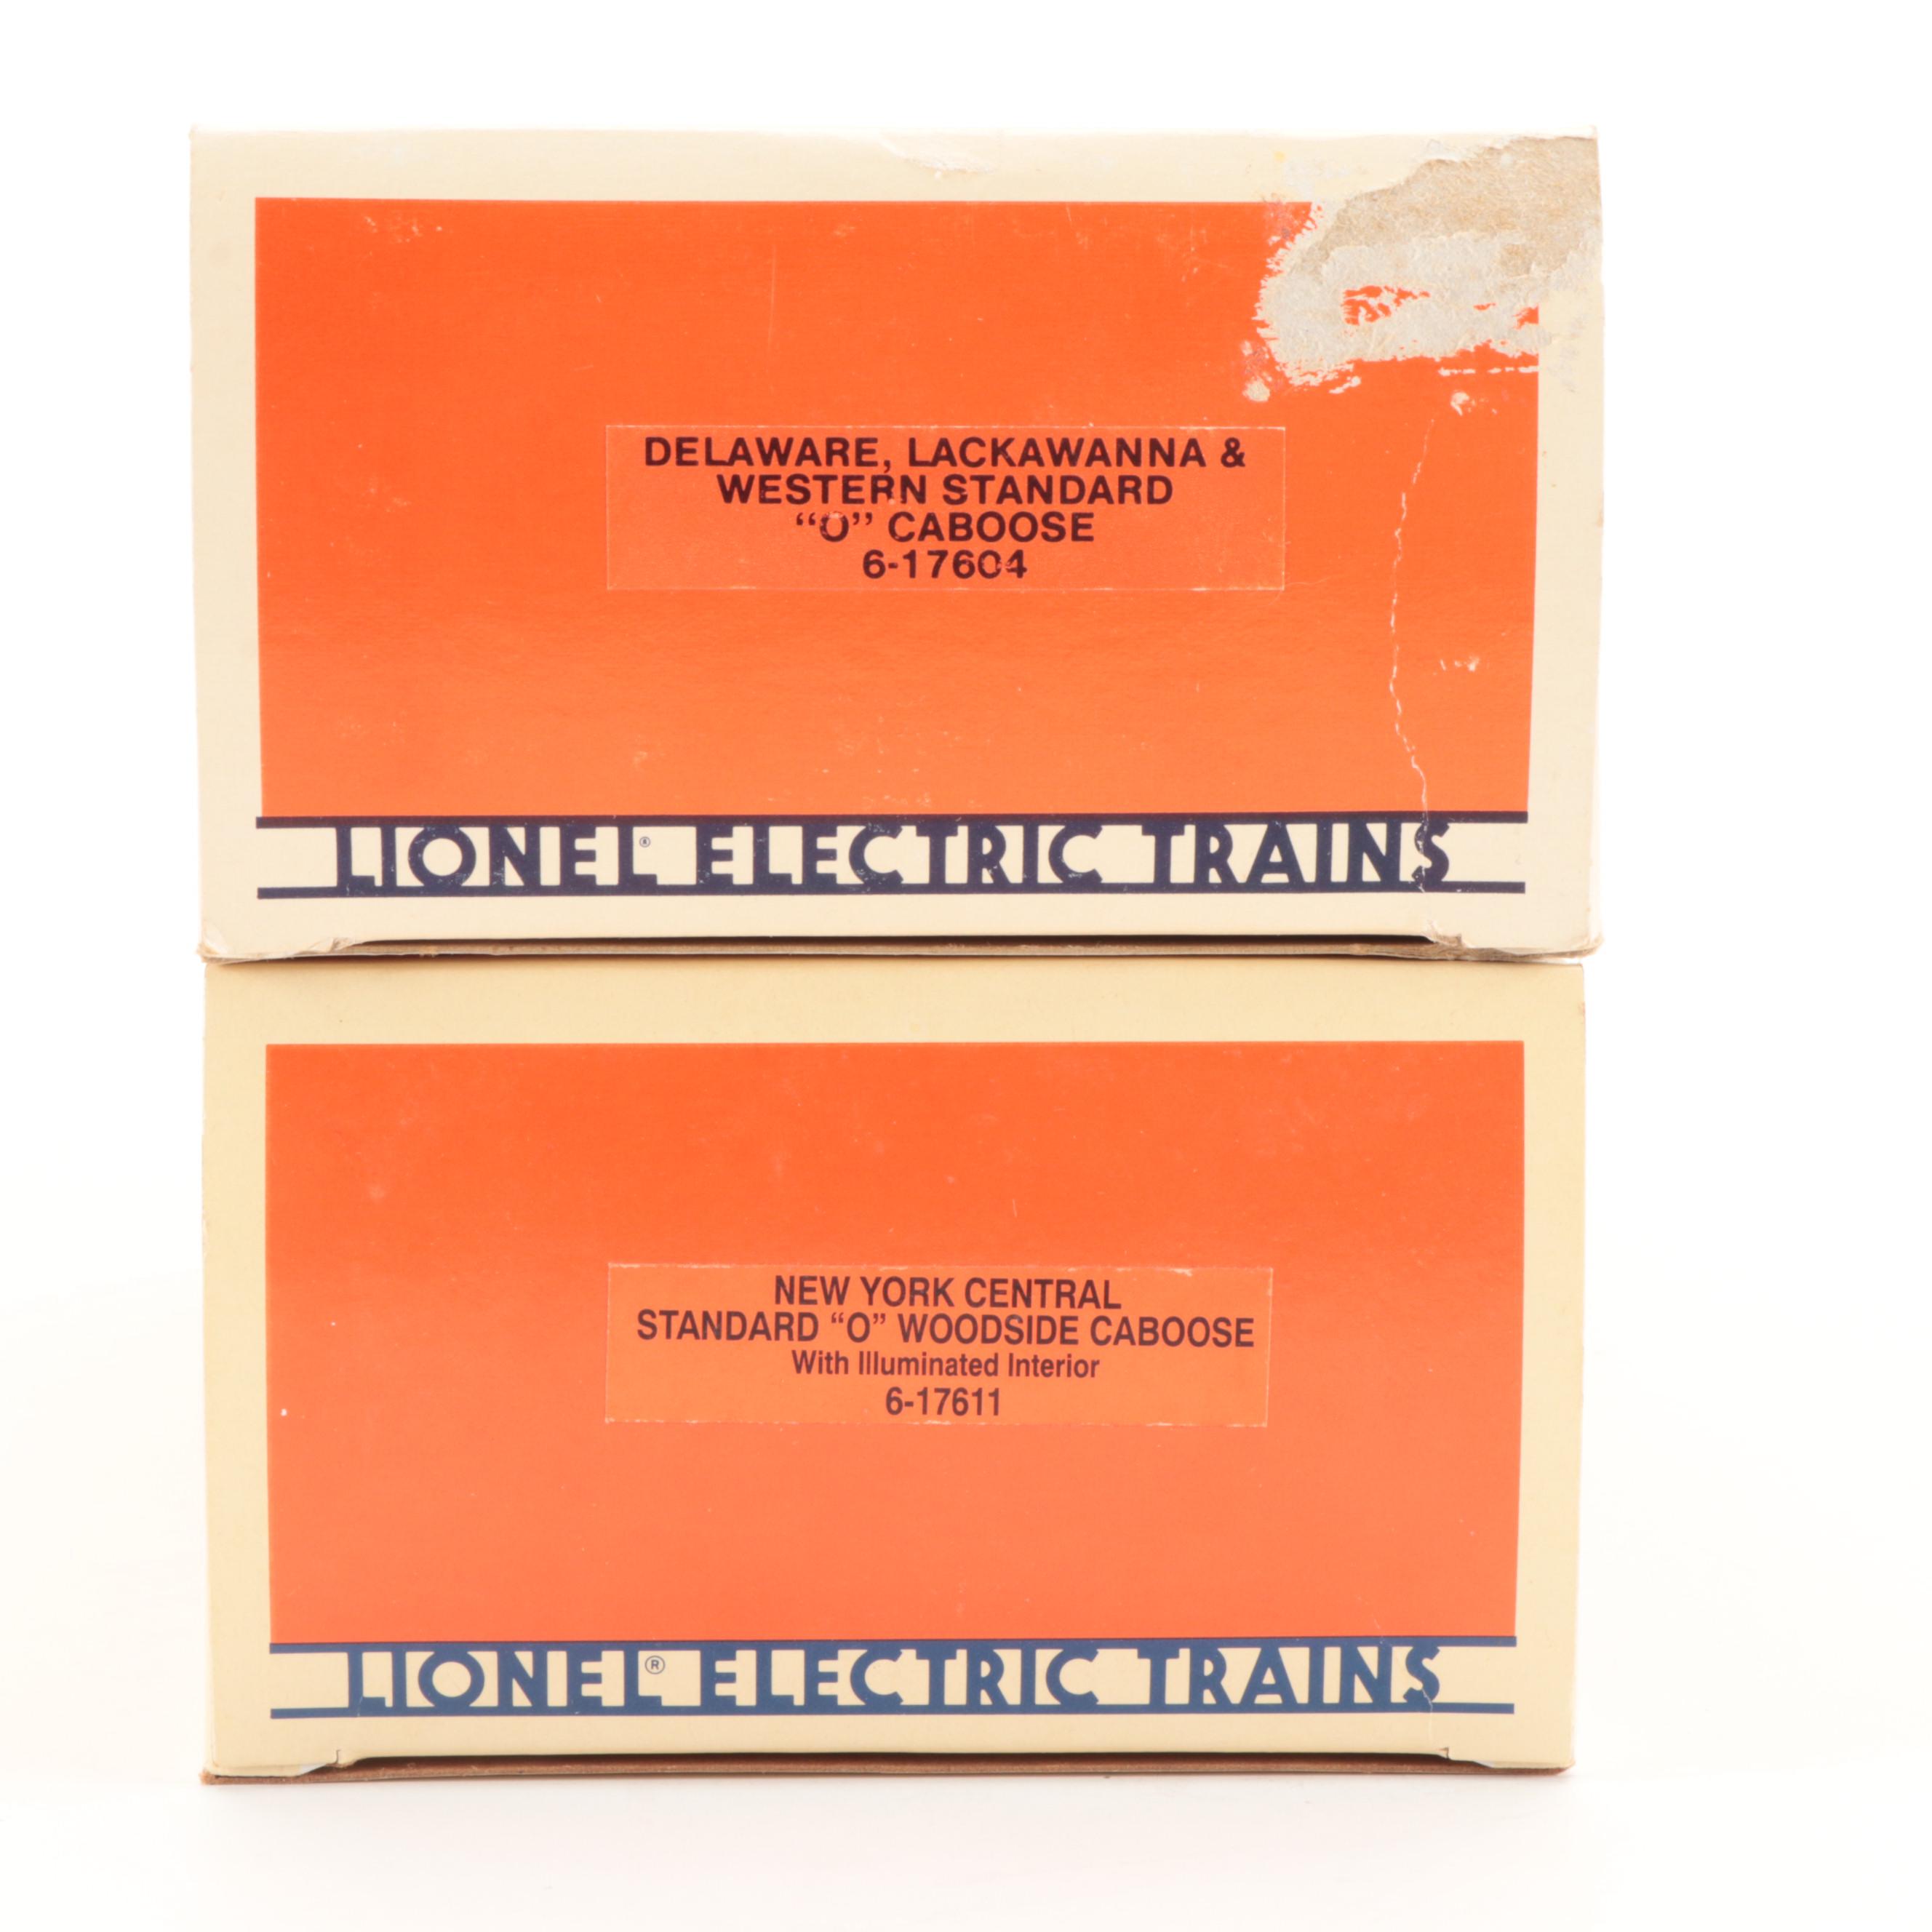 DELAWARE, LACKAWANNA &
WESTERN STANDARD
“O” CABOOSE
6-17604
LIONEL® ELECTRIC TRAINS
NEW YORK CENTRAL
STANDARD “O” WOODSIDE CABOOSE
With Illuminated Interior
6-17611
LIONEL® ELECTRIC TRAINS